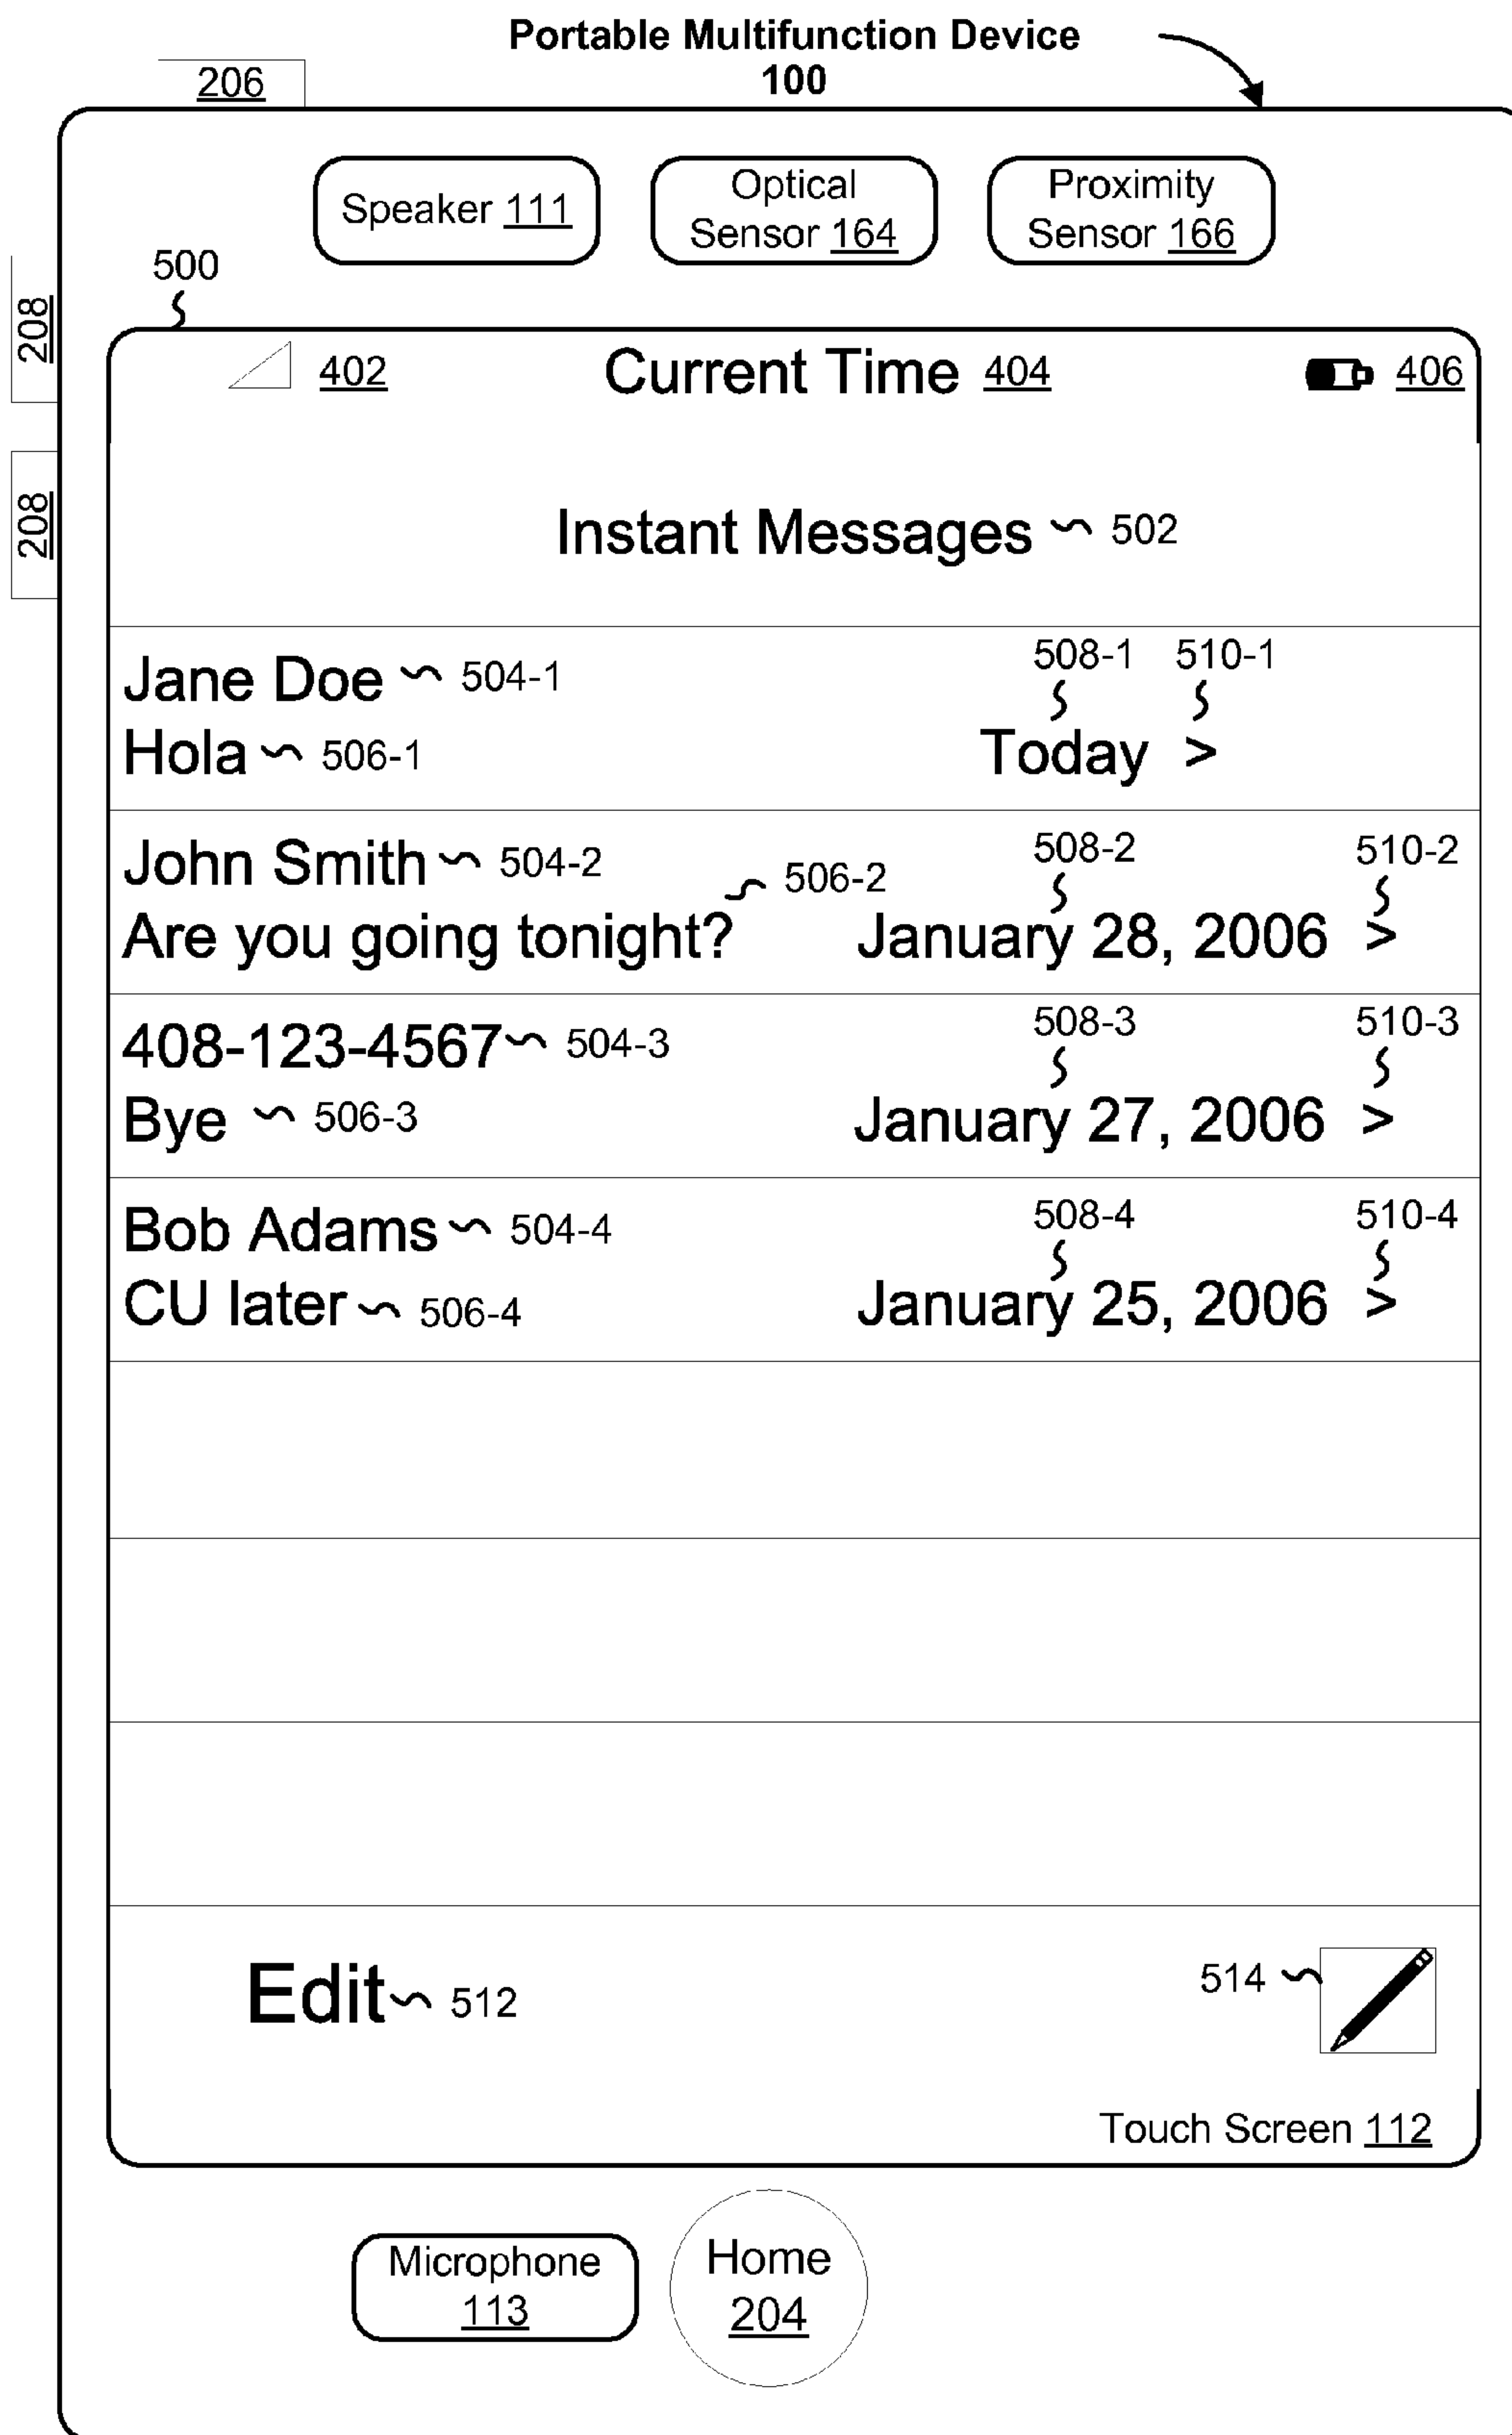 Portable Multifunction Device
100
206
Speaker 111
Optical
Sensor 164
Proximity
Sensor 166
500
208
402 Current Time 404 406
208
Instant Messages 502
508-1 510-1
Jane Doe 504-1
Hola 506-1 Today >
508-2 510-2
John Smith 504-2
506-2
Are you going tonight? January 28, 2006 >
508-3 510-3
408-123-4567 504-3
Bye 506-3 January 27, 2006 >
508-4 510-4
Bob Adams 504-4
CU later 506-4 January 25, 2006 >
Edit 512 514
Touch Screen 112
Microphone
113
Home
204